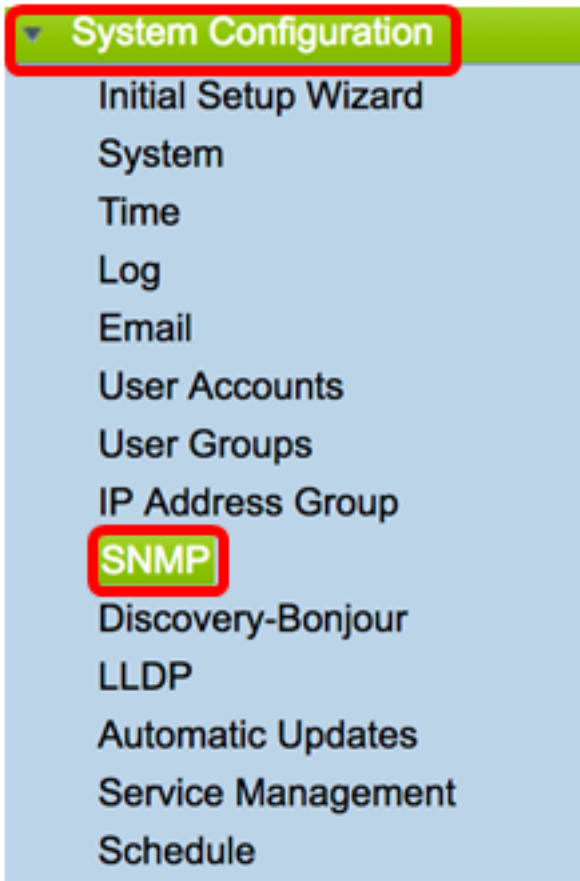 System Configuration
Initial Setup Wizard
System
Time
Log
Email
User Accounts
User Groups
IP Address Group
SNMP
Discovery-Bonjour
LLDP
Automatic Updates
Service Management
Schedule